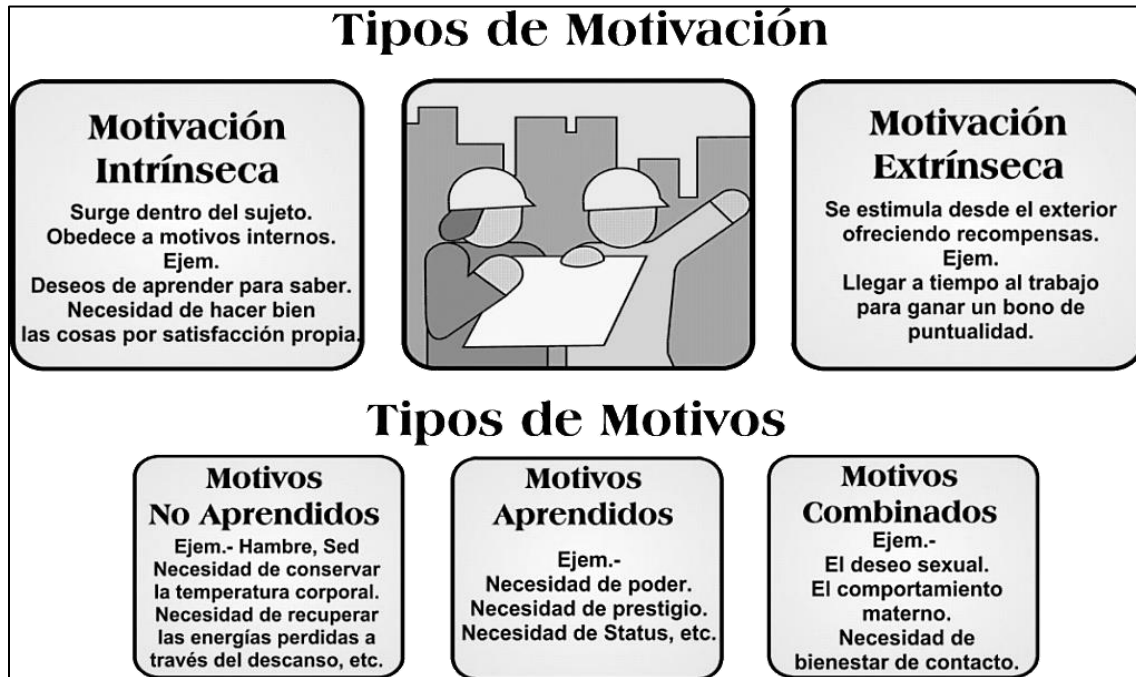 Tipos de Motivación
Motivación
Intrínseca
Surge dentro del sujeto.
Obedece a motivos internos.
Ejem.
Deseos de aprender para saber.
Necesidad de hacer bien
las cosas por satisfacción propia.
Motivación
Extrínseca
Se estimula desde el exterior
ofreciendo recompensas.
Ejem.
Llegar a tiempo al trabajo
para ganar un bono de
puntualidad.
Tipos de Motivos
Motivos
No Aprendidos
Ejem.- Hambre, Sed
Necesidad de conservar
la temperatura corporal.
Necesidad de recuperar
las energías perdidas a
través del descanso, etc.
Motivos
Aprendidos
Ejem.-
Necesidad de poder.
Necesidad de prestigio.
Necesidad de Status, etc.
Motivos
Combinados
Ejem.-
El deseo sexual.
El comportamiento
materno.
Necesidad de
bienestar de contacto.